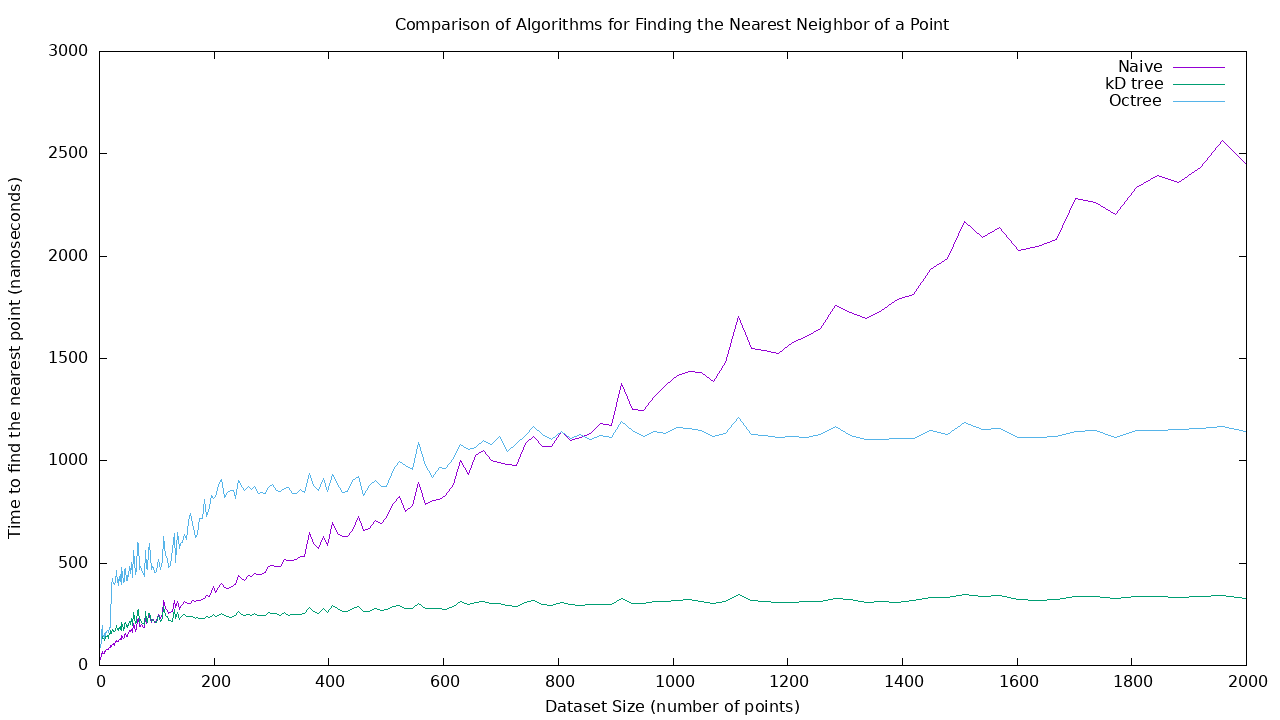 Comparison of Algorithms for Finding the Nearest Neighbor of a Point
3000
2500
2000
1500
1000
500
0
Time to find the nearest point (nanoseconds)
Naive
kD tree
Octree
0 200 400 600 800 1000 1200 1400 1600 1800 2000
Dataset Size (number of points)